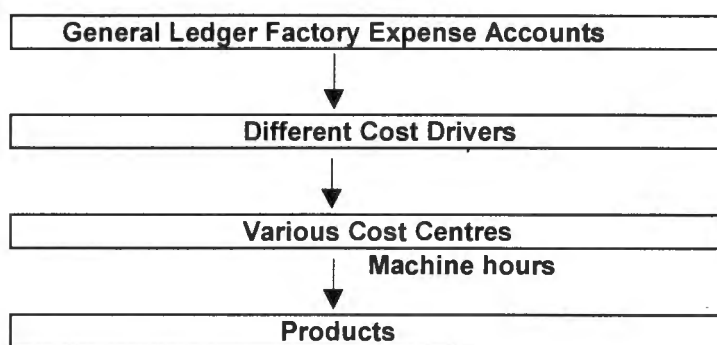 General Ledger Factory Expense Accounts
Different Cost Drivers
Various Cost Centres
Machine hours
Products